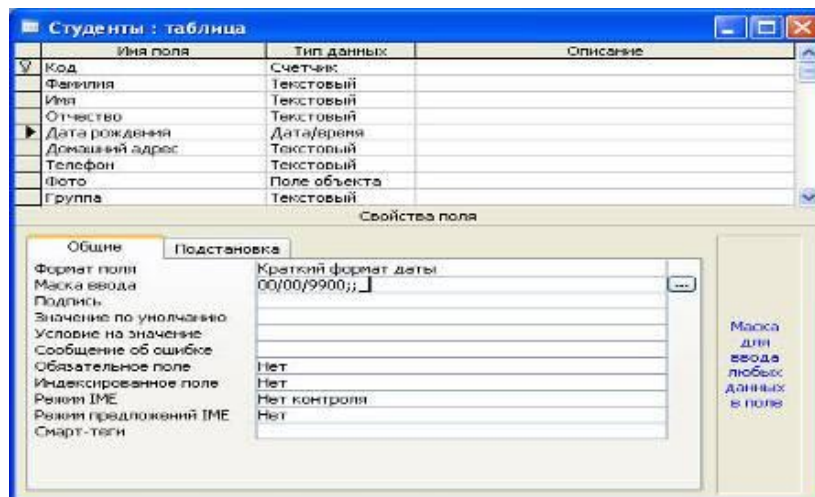 Студенты : таблица
Имя поля Тип данных Описание
Код Счетчик
Фамилия Текстовый
Имя Текстовый
Отчество Текстовый
Дата рождения Дата/время
Домашний адрес Текстовый
Телефон Текстовый
Фото Поле объекта
Группа Текстовый
Свойства поля
Общие Подстановка
Формат поля Краткий формат даты
Маска ввода 00/00/9900;;_
Подпись
Значение по умолчанию
Условие на значение
Сообщение об ошибке
Обязательное поле Нет
Индексированное поле Нет
Режим IME Нет контроля
Режим предложений IME Нет
Смарт-теги
Маска
для
ввода
любых
данных
в поле